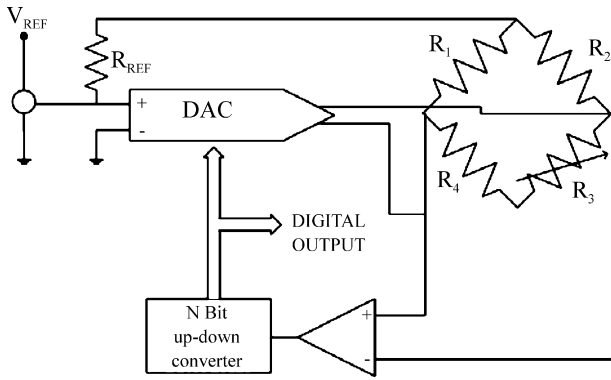 V_REF
R_REF
R_1
R_2
+
DAC
-
R_4
R_3
DIGITAL
OUTPUT
N Bit
up-down
converter
+
-